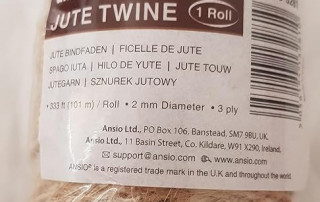 JUTE TWINE 1 Roll
JUTE BINDFADEN | FICELLE DE JUTE
SPAGO IUTA | HILO DE YUTE | JUTE TOUW
JUTEGARN | SZNUREK JUTOWY
• 333 ft (101 m) / Roll • 2 mm Diameter • 3 ply
Ansio Ltd., PO Box 106, Banstead, SM7 9BU, UK.
Ansio Ltd., 11 Basin Street, Co. Kildare, W91 X290, Ireland.
support@ansio.com www.ansio.com
ANSIO® is a registered trade mark in the U.K and throughout the world.